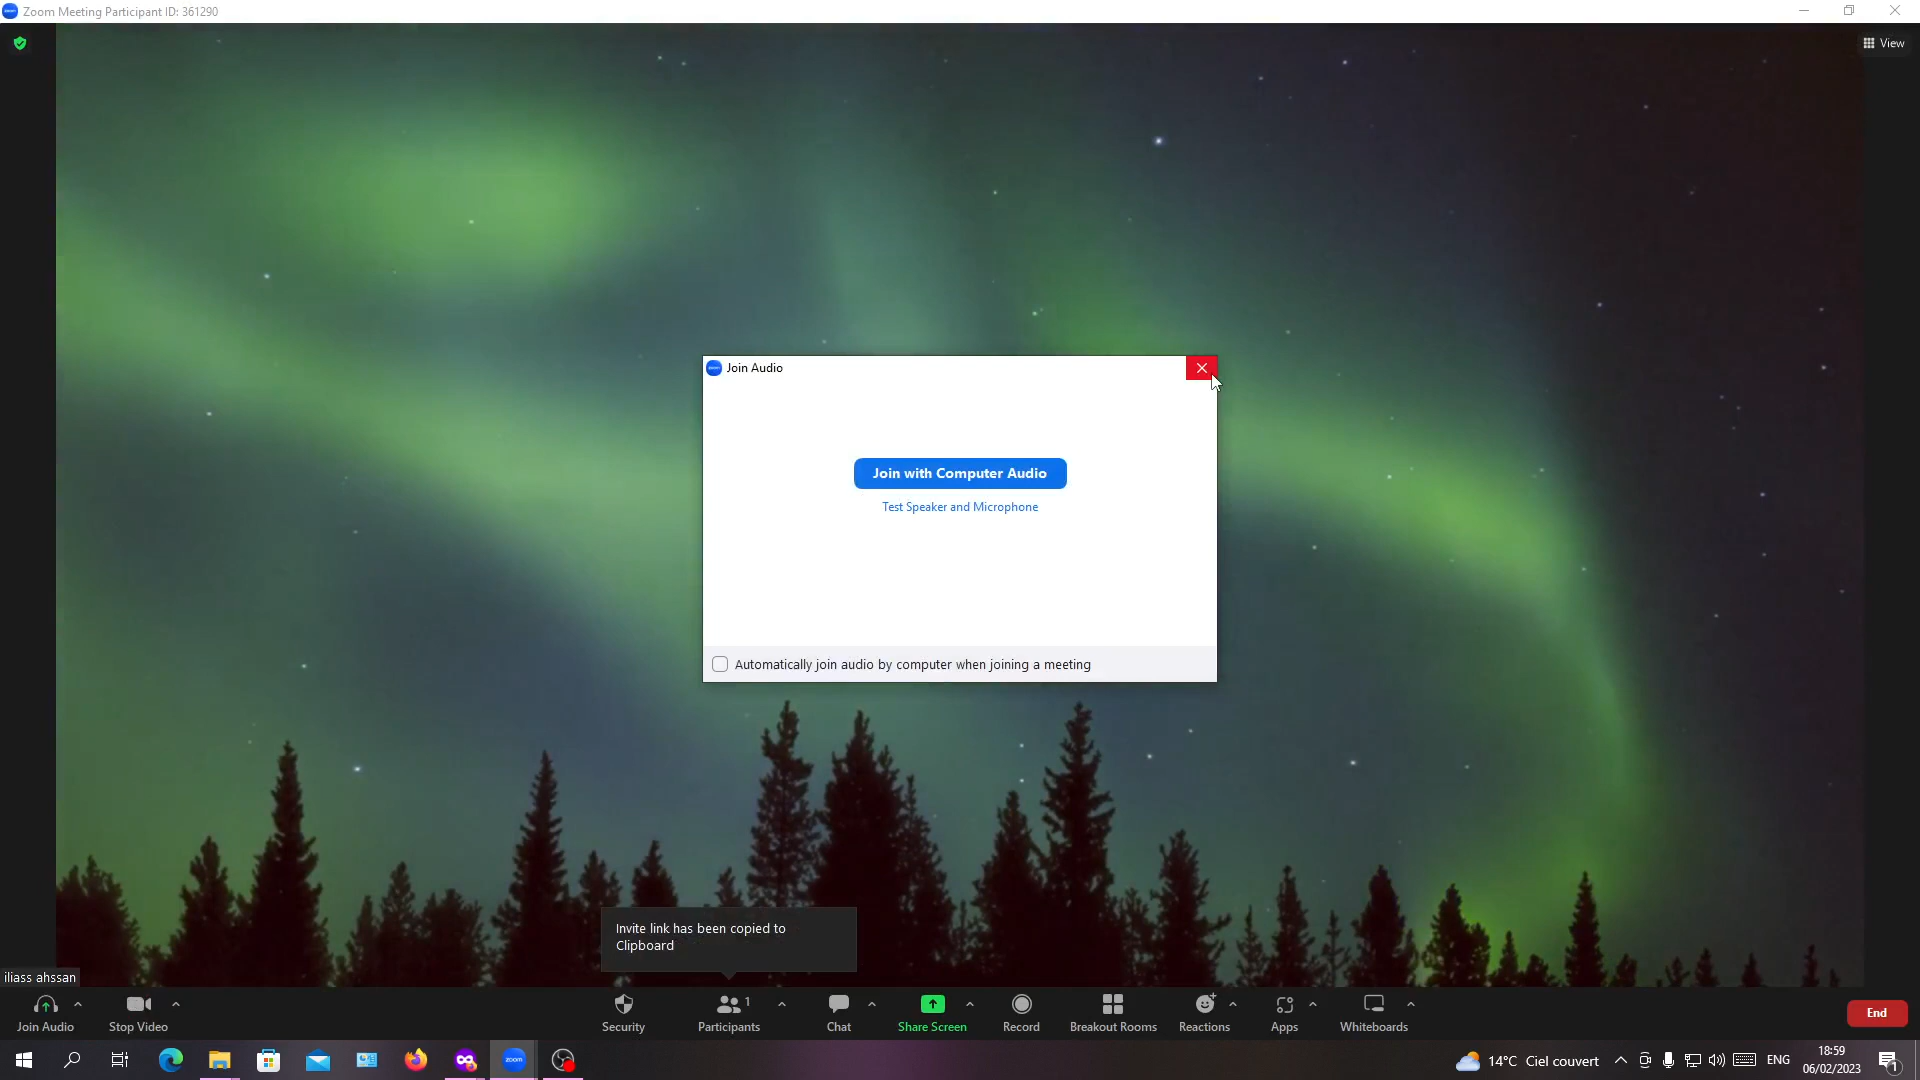 Zoom Meeting Participant ID: 361290
View
Join Audio
Join with Computer Audio
Test Speaker and Microphone
Automatically join audio by computer when joining a meeting
Invite link has been copied to
Clipboard
iliass ahssan
Join Audio
Stop Video
Security
1
Participants
Chat
Share Screen
Record
Breakout Rooms
Reactions
Apps
Whiteboards
End
zoom
14°C Ciel couvert
ENG
18:59
06/02/2023
1